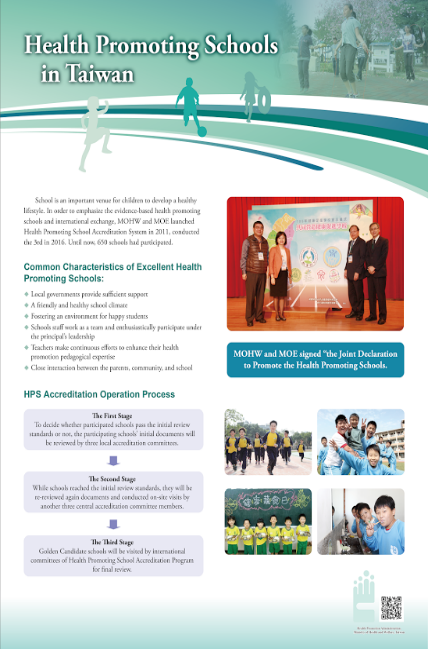 Health Promoting Schools
in Taiwan
School is an important venue for children to develop a healthy
lifestyle. In order to emphasize the evidence-based health promoting
schools and international exchange, MOHW and MOE launched
Health Promoting School Accreditation System in 2011, conducted
the 3rd in 2016. Until now, 650 schools had participated.
Common Characteristics of Excellent Health
Promoting Schools:
Local governments provide sufficient support
A friendly and healthy school climate
Fostering an environment for happy students
Schools staff work as a team and enthusiastically participate under
the principal's leadership
Teachers make continuous efforts to enhance their health
promotion pedagogical expertise
Close interaction between the parents, community, and school
MOHW and MOE signed "the Joint Declaration
to Promote the Health Promoting Schools.
HPS Accreditation Operation Process
The First Stage
To decide whether participated schools pass the initial review
standards or not, the participating schools' initial documents will
be reviewed by three local accreditation committees.
The Second Stage
While schools reached the initial review standards, they will be
re-reviewed again documents and conducted on-site visits by
another three central accreditation committee members.
The Third Stage
Golden Candidate schools will be visited by international
committees of Health Promoting School Accreditation Program
for final review.